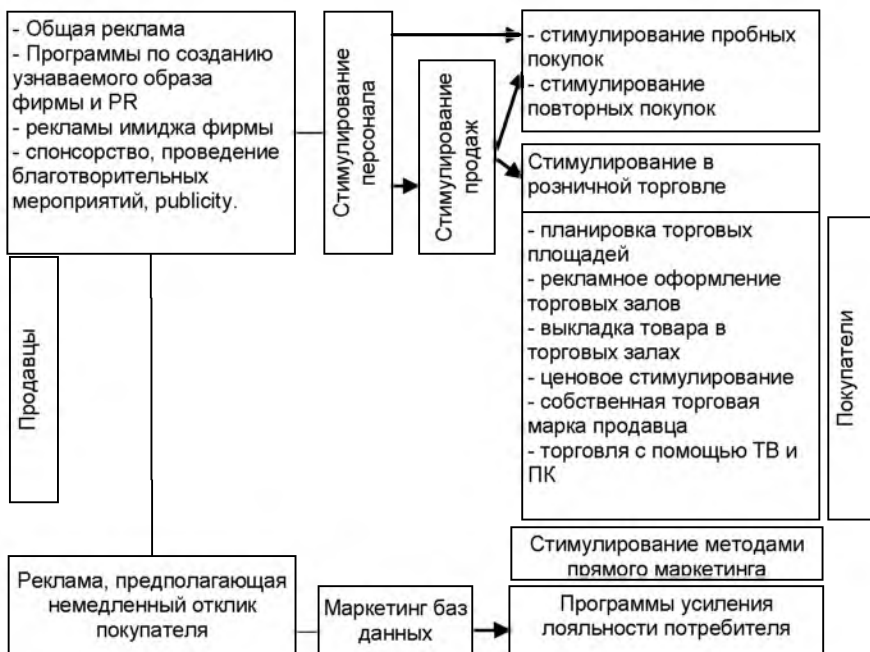 - Общая реклама
- Программы по созданию
узнаваемого образа
фирмы и PR
- рекламы имиджа фирмы
- спонсорство, проведение
благотворительных
мероприятий, publicity.
Стимулирование
персонала
Стимулирование
продаж
- стимулирование пробных
покупок
- стимулирование
повторных покупок
Стимулирование в
розничной торговле
- планировка торговых
площадей
- рекламное оформление
торговых залов
- выкладка товара в
торговых залах
- ценовое стимулирование
- собственная торговая
марка продавца
- торговля с помощью ТВ и
ПК
Продавцы
Покупатели
Стимулирование методами
прямого маркетинга
Реклама, предполагающая
немедленный отклик
покупателя
Маркетинг баз
данных
Программы усиления
лояльности потребителя